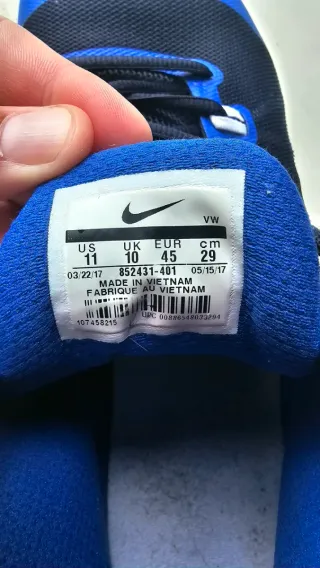 VW
US UK EUR cm
11 10 45 29
03/22/17 852431-401 05/15/17
MADE IN VIETNAM
FABRIQUE AU VIETNAM
107458215 UPC